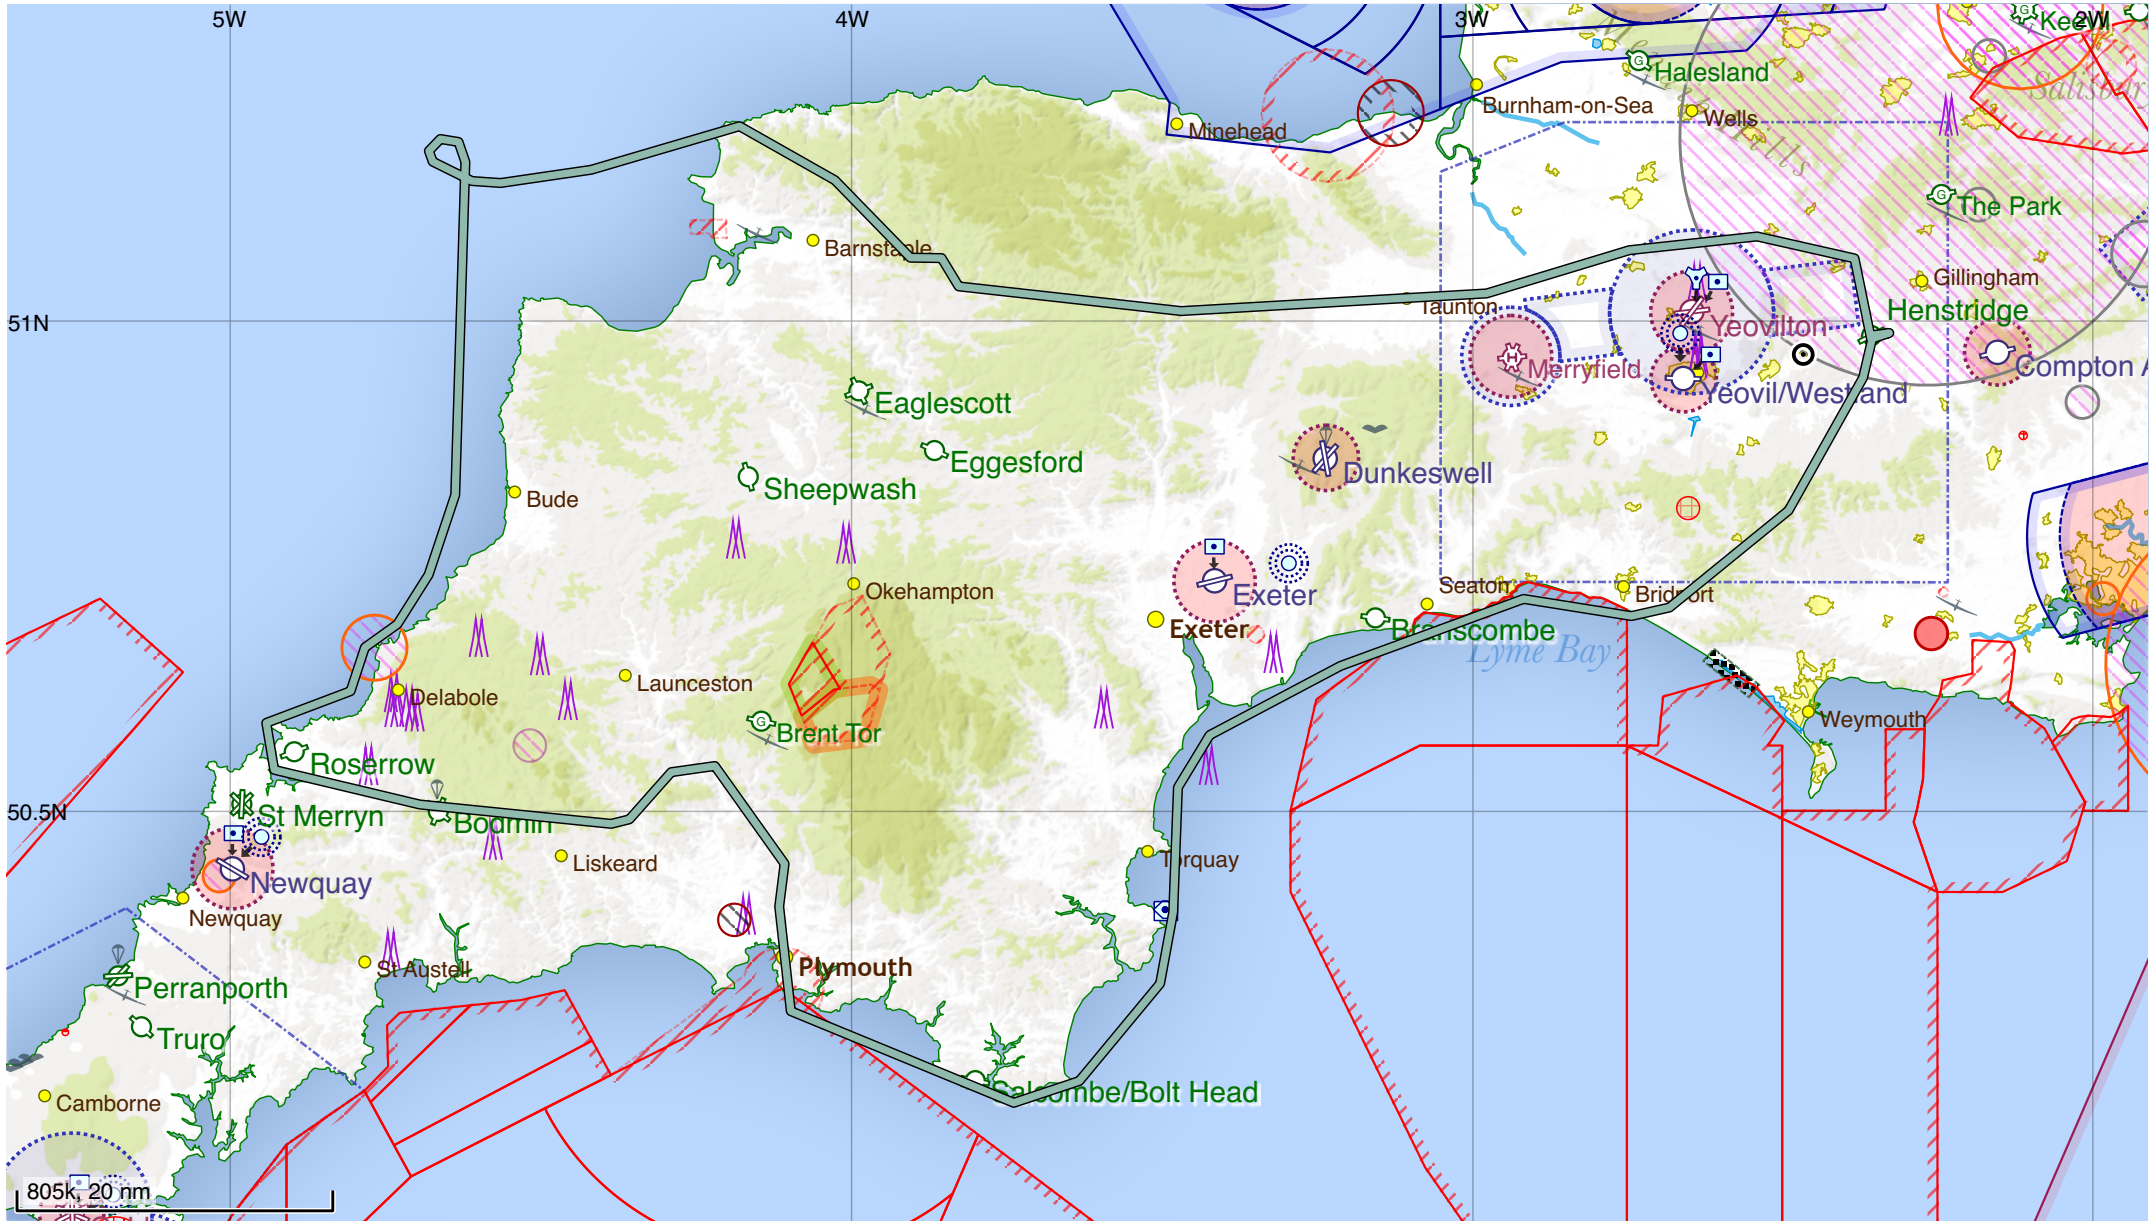 5W
4W
3W
2W
Keevil
Halesland
Salisbur
Burnham-on-Sea
Wells
Minehead
ills
The Park
Barnstaple
Gillingham
Taunton
51N
Henstridge
Yeovilton
Merryfield
Compton A
Yeovil/Westland
Eaglescott
Eggesford
Sheepwash
Dunkeswell
Bude
Okehampton
Exeter
Seaton
Bridport
Exeter
Branscombe
Lyme Bay
Launceston
Delabole
Brent Tor
Weymouth
Roserrow
50.5N
St Merryn
Bodmin
Liskeard
Torquay
Newquay
Newquay
St Austell
Plymouth
Perranporth
Truro
Salcombe/Bolt Head
Camborne
805k, 20 nm